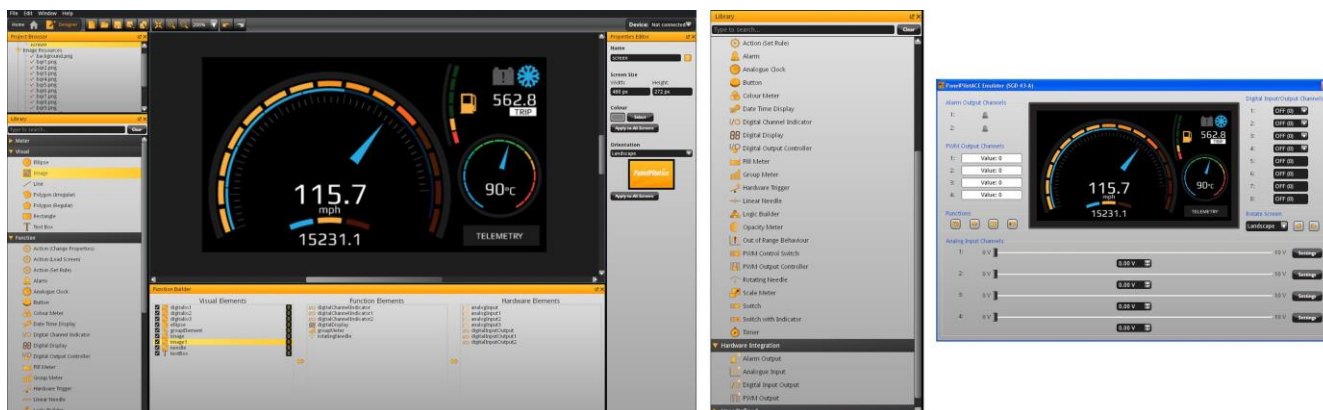 File Edit Window Help
Home Designer 200% Device: Not connected
Project Browser
screen
Image Resources
background.png
Library
Type to search... Clear
Meter
Visual
Ellipse
Image
Line
Polygon (Irregular)
Polygon (Regular)
Rectangle
Text Box
Function
Action (Change Properties)
Action (Load Screen)
Action (Set Rule)
Alarm
Analogue Clock
Button
Colour Meter
Date Time Display
Digital Channel Indicator
Digital Display
Digital Output Controller
Fill Meter
Group Meter
Hardware Trigger
Linear Needle
562.8
TRIP
115.7
mph
15231.1
90°C
TELEMETRY
Function Builder
Visual Elements
digitalio1
digitalio2
digitalio3
ellipse
groupElement
image
image1
needle
textBox
Function Elements
digitalChannelIndicator
digitalChannelIndicator1
digitalChannelIndicator2
digitalDisplay
groupMeter
rotatingNeedle
Hardware Elements
analogInput
analogInput1
analogInput2
analogInput3
digitalInputOutput
digitalInputOutput1
digitalInputOutput2
Properties Editor
Name
screen
Screen Size
Width: Height:
480 px 272 px
Colour
Select
Apply to All Screens
Orientation
Landscape
Apply to All Screens
Library
Type to search... Clear
Action (Set Rule)
Alarm
Analogue Clock
Button
Colour Meter
Date Time Display
Digital Channel Indicator
Digital Display
Digital Output Controller
Fill Meter
Group Meter
Hardware Trigger
Linear Needle
Logic Builder
Opacity Meter
Out of Range Behaviour
PWM Control Switch
PWM Output Controller
Rotating Needle
Scale Meter
Switch
Switch with Indicator
Timer
Hardware Integration
Alarm Output
Analogue Input
Digital Input Output
PWM Output
PanelPilotACE Emulator (SGD 43-A)
Alarm Output Channels
1:
2:
PWM Output Channels
1: Value: 0
2: Value: 0
3: Value: 0
4: Value: 0
Functions
562.8
TRIP
115.7
mph
15231.1
90°C
TELEMETRY
Digital Input/Output Channels
1: OFF (0)
2: OFF (0)
3: OFF (0)
4: OFF (0)
5: OFF (0)
6: OFF (0)
7: OFF (0)
8: OFF (0)
Rotate Screen
Landscape
Analog Input Channels
1: 0 V Settings
0.00 V
2: 0 V Settings
0.00 V
3: 0 V Settings
0.00 V
4: 0 V Settings
0.00 V